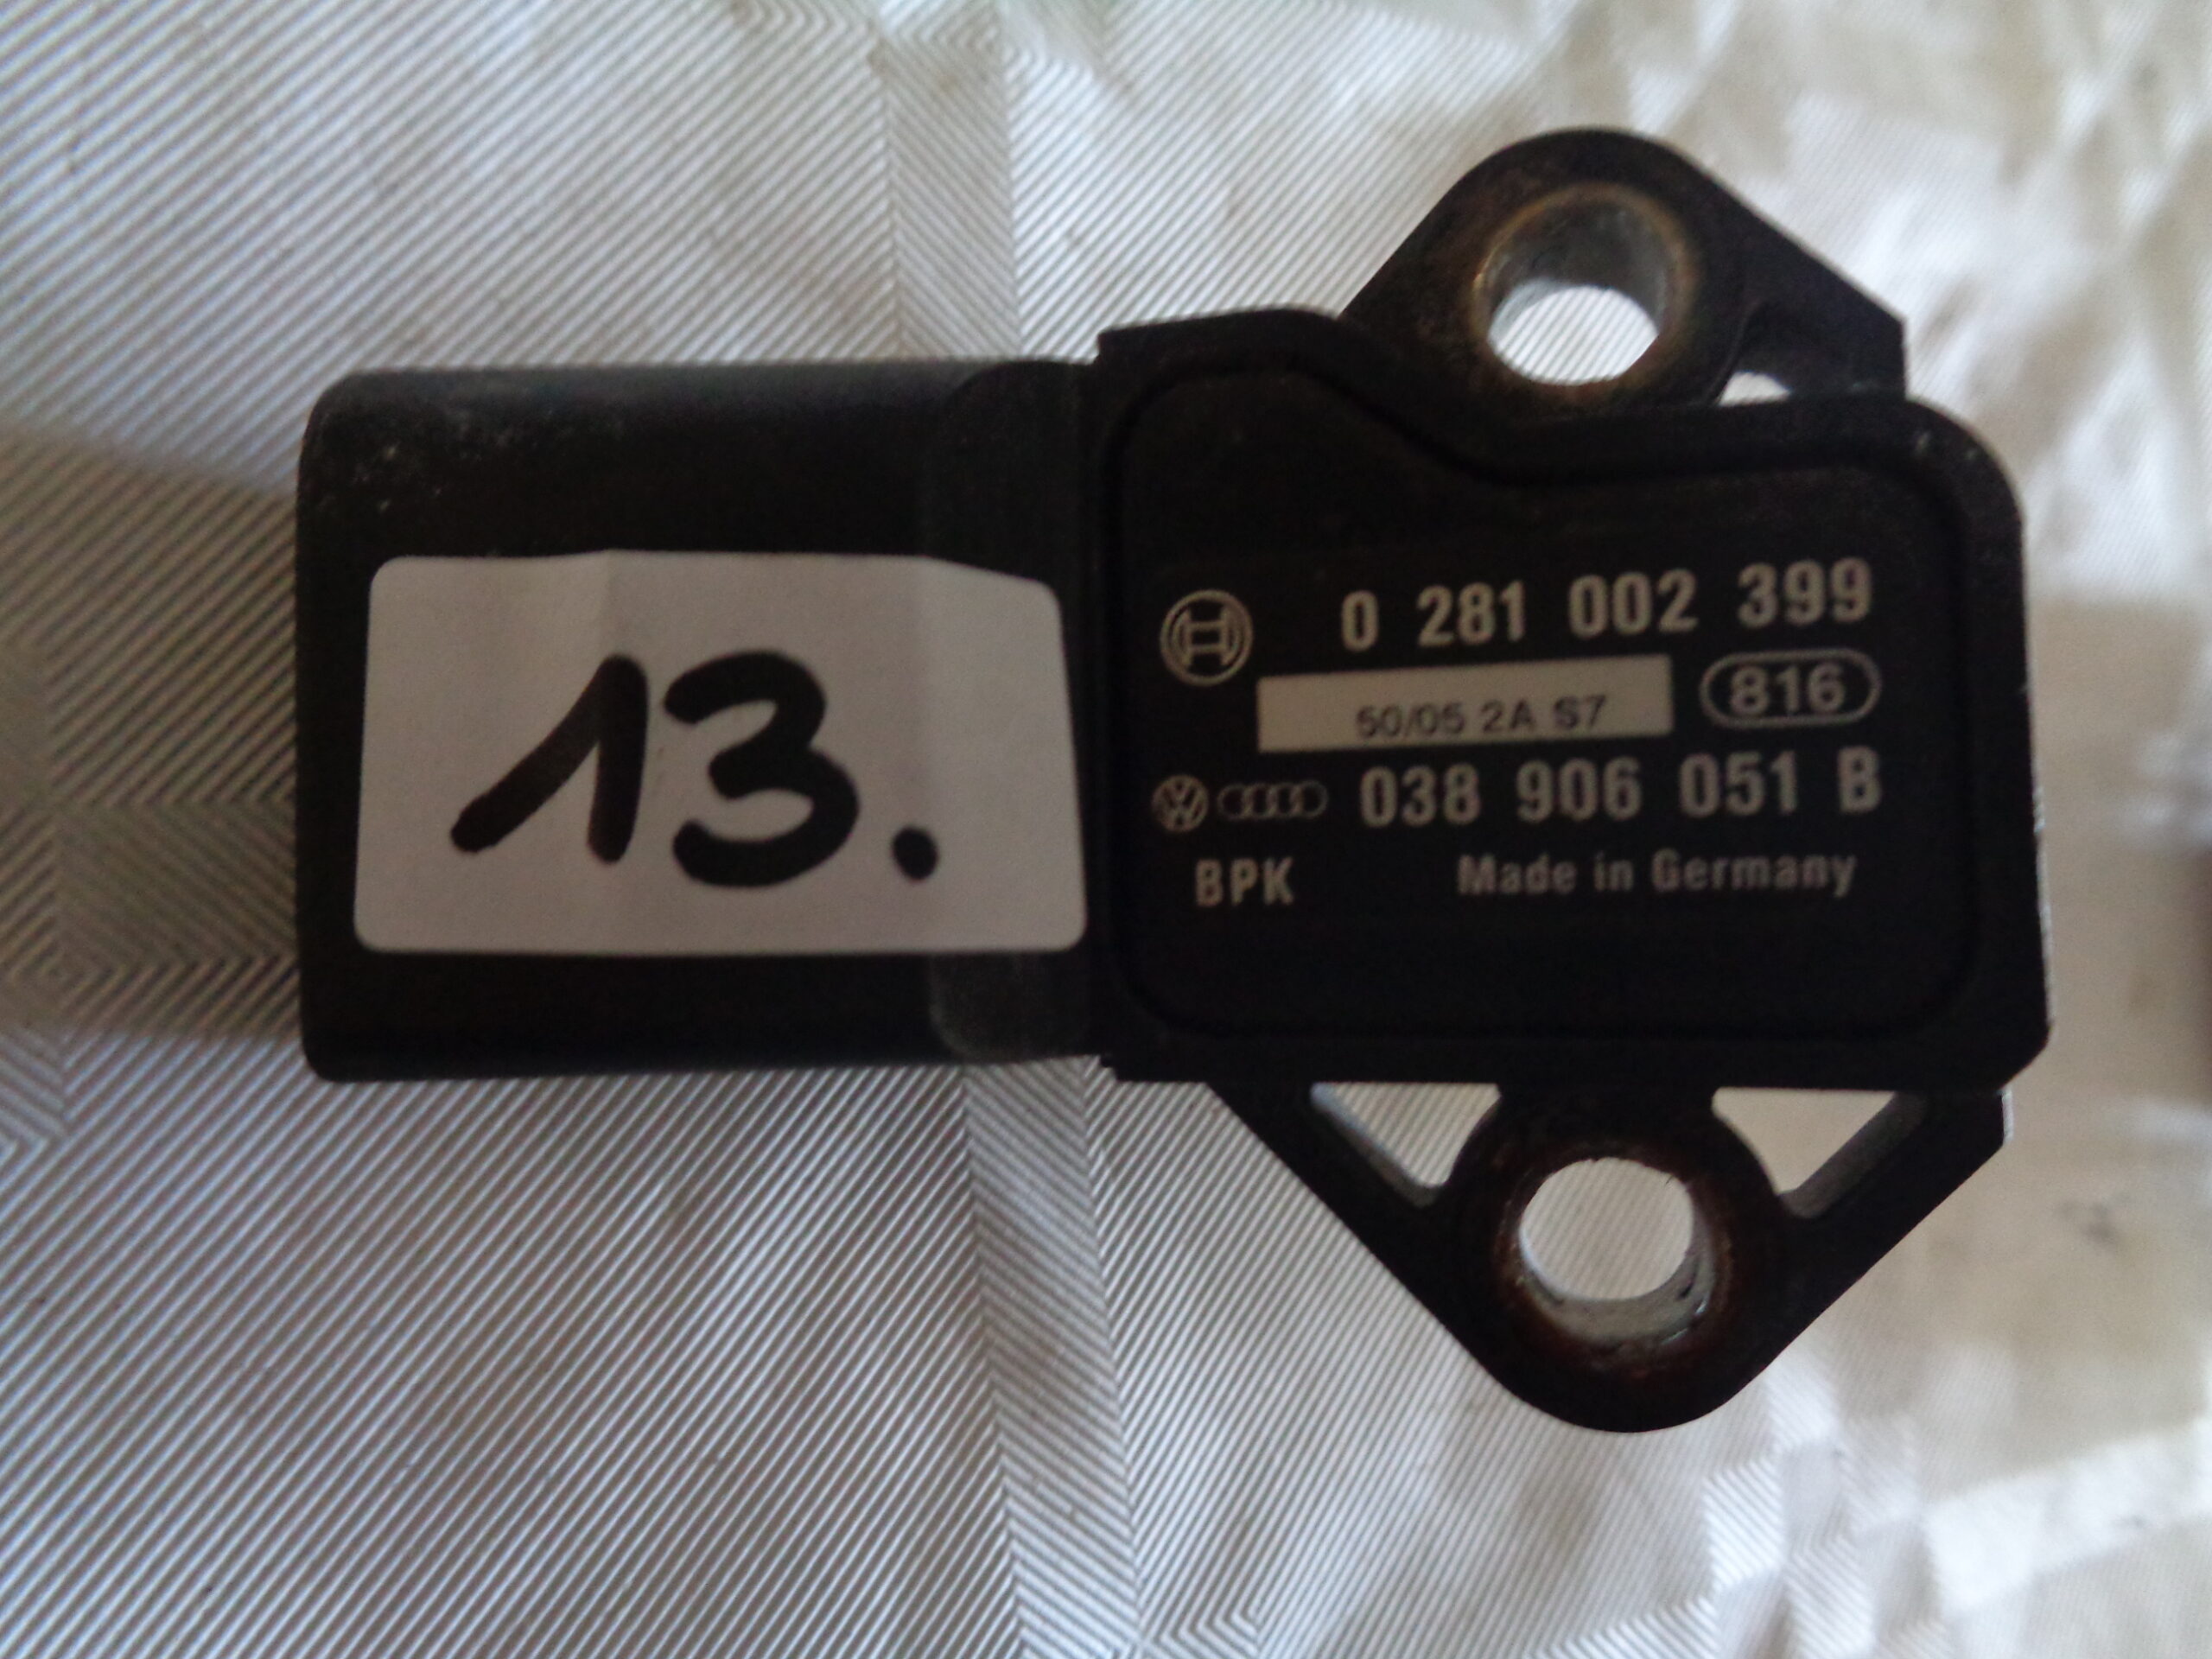 13.
0 281 002 399
50/05 2A S7
816
038 906 051 B
BPK Made in Germany